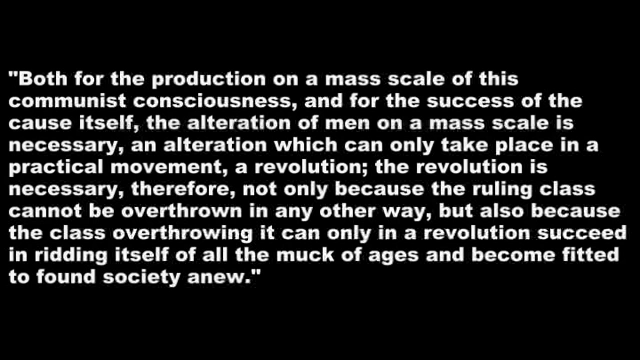 "Both for the production on a mass scale of this
communist consciousness, and for the success of the
cause itself, the alteration of men on a mass scale is
necessary, an alteration which can only take place in a
practical movement, a revolution; the revolution is
necessary, therefore, not only because the ruling class
cannot be overthrown in any other way, but also because
the class overthrowing it can only in a revolution succeed
in ridding itself of all the muck of ages and become fitted
to found society anew."